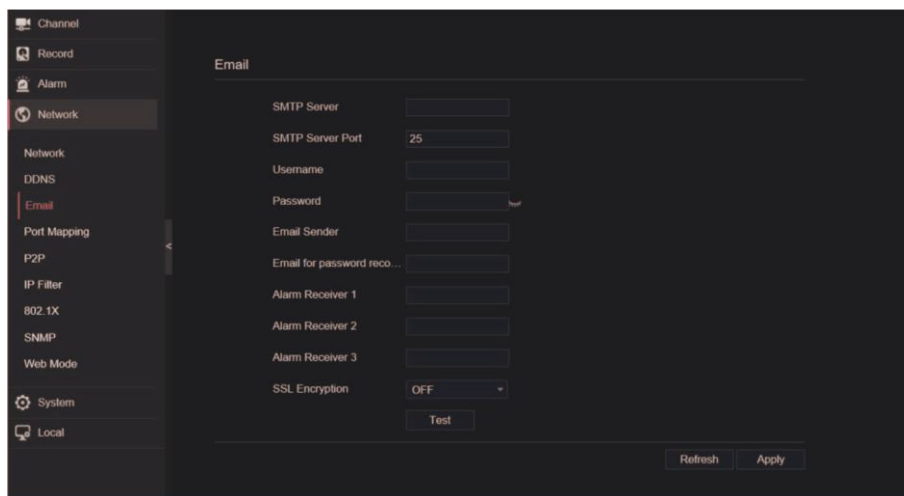 Channel
Record
Alarm
Network
Network
DDNS
Email
Port Mapping
P2P
IP Filter
802.1X
SNMP
Web Mode
System
Local
<
Email
SMTP Server
SMTP Server Port 25
Username
Password
Email Sender
Email for password reco...
Alarm Receiver 1
Alarm Receiver 2
Alarm Receiver 3
SSL Encryption OFF
Test
Refresh Apply